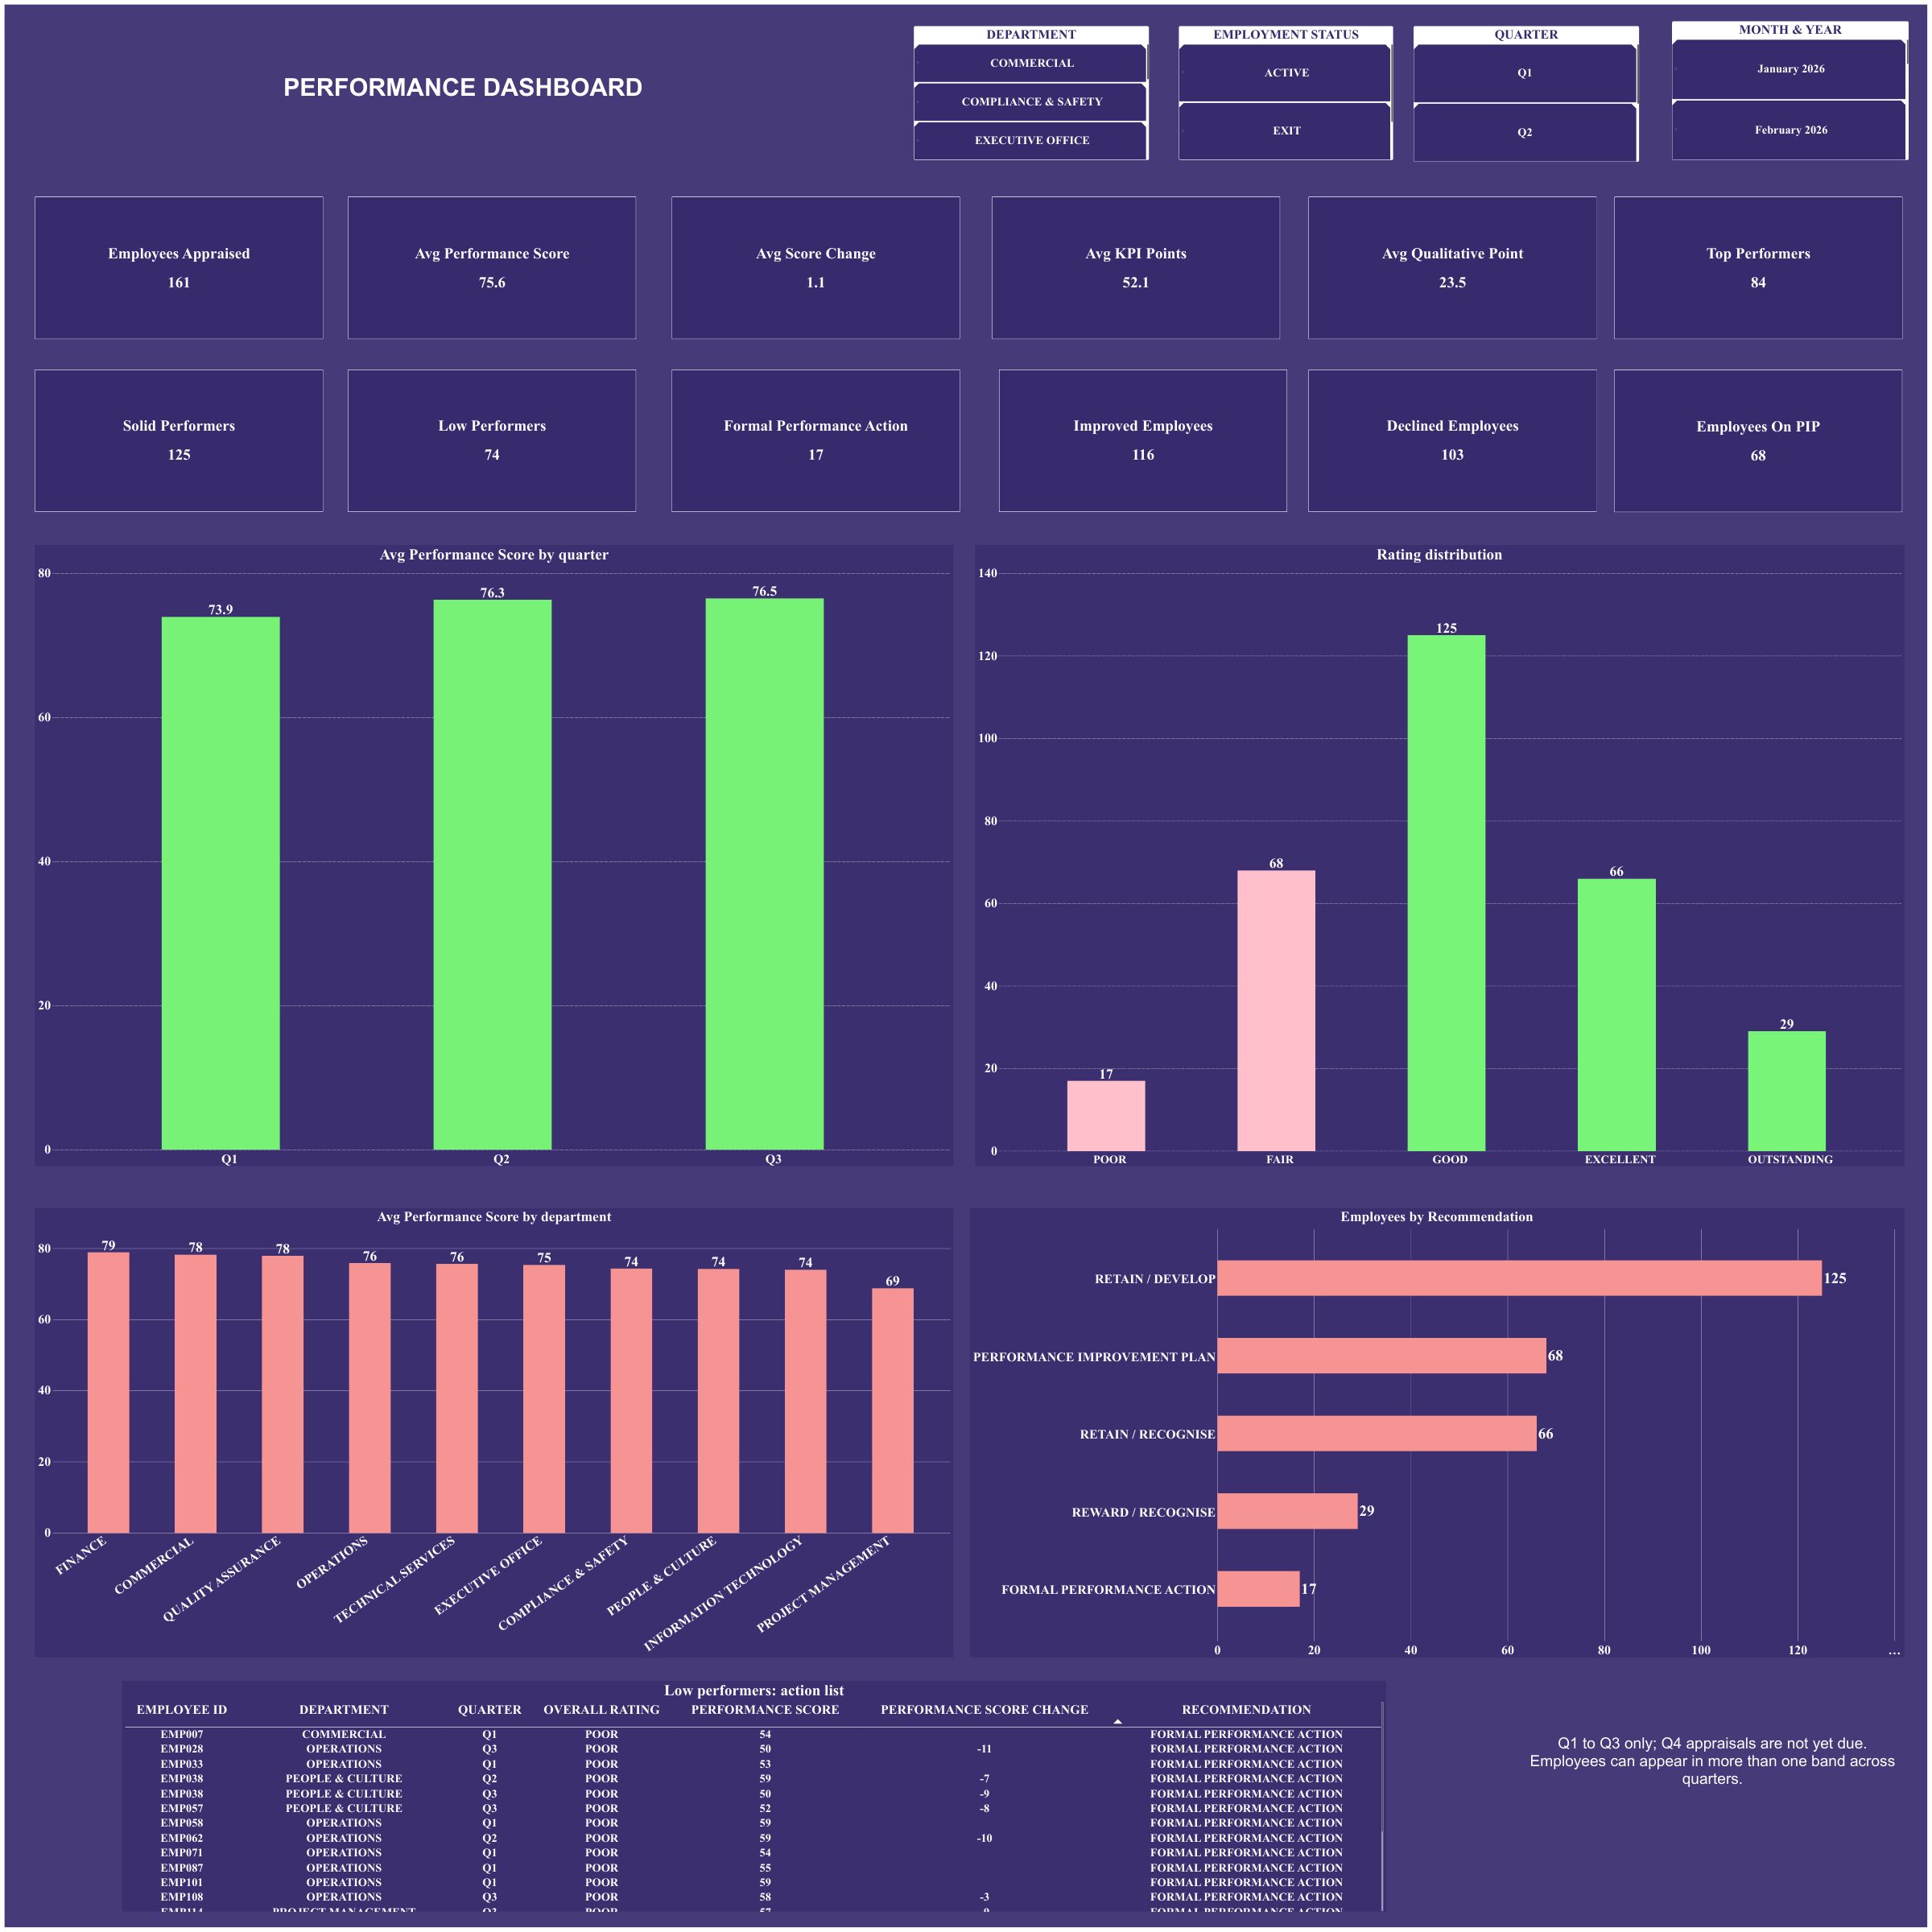 PERFORMANCE DASHBOARD
DEPARTMENT
COMMERCIAL
COMPLIANCE & SAFETY
EXECUTIVE OFFICE
EMPLOYMENT STATUS
ACTIVE
EXIT
QUARTER
Q1
Q2
MONTH & YEAR
January 2026
February 2026
Employees Appraised
161
Avg Performance Score
75.6
Avg Score Change
1.1
Avg KPI Points
52.1
Avg Qualitative Point
23.5
Top Performers
84
Solid Performers
125
Low Performers
74
Formal Performance Action
17
Improved Employees
116
Declined Employees
103
Employees On PIP
68
Avg Performance Score by quarter
80
60
40
20
0
73.9
76.3
76.5
Q1
Q2
Q3
Rating distribution
140
120
100
80
60
40
20
0
17
68
125
66
29
POOR
FAIR
GOOD
EXCELLENT
OUTSTANDING
Avg Performance Score by department
80
60
40
20
0
79
78
78
76
76
75
74
74
74
69
FINANCE
COMMERCIAL
QUALITY ASSURANCE
OPERATIONS
TECHNICAL SERVICES
EXECUTIVE OFFICE
COMPLIANCE & SAFETY
PEOPLE & CULTURE
INFORMATION TECHNOLOGY
PROJECT MANAGEMENT
Employees by Recommendation
RETAIN / DEVELOP 125
PERFORMANCE IMPROVEMENT PLAN 68
RETAIN / RECOGNISE 66
REWARD / RECOGNISE 29
FORMAL PERFORMANCE ACTION 17
0 20 40 60 80 100 120 ...
Low performers: action list
EMPLOYEE ID DEPARTMENT QUARTER OVERALL RATING PERFORMANCE SCORE PERFORMANCE SCORE CHANGE RECOMMENDATION
EMP007 COMMERCIAL Q1 POOR 54 FORMAL PERFORMANCE ACTION
EMP028 OPERATIONS Q3 POOR 50 -11 FORMAL PERFORMANCE ACTION
EMP033 OPERATIONS Q1 POOR 53 FORMAL PERFORMANCE ACTION
EMP038 PEOPLE & CULTURE Q2 POOR 59 -7 FORMAL PERFORMANCE ACTION
EMP038 PEOPLE & CULTURE Q3 POOR 50 -9 FORMAL PERFORMANCE ACTION
EMP057 PEOPLE & CULTURE Q3 POOR 52 -8 FORMAL PERFORMANCE ACTION
EMP058 OPERATIONS Q1 POOR 59 FORMAL PERFORMANCE ACTION
EMP062 OPERATIONS Q2 POOR 59 -10 FORMAL PERFORMANCE ACTION
EMP071 OPERATIONS Q1 POOR 54 FORMAL PERFORMANCE ACTION
EMP087 OPERATIONS Q1 POOR 55 FORMAL PERFORMANCE ACTION
EMP101 OPERATIONS Q1 POOR 59 FORMAL PERFORMANCE ACTION
EMP108 OPERATIONS Q3 POOR 58 -3 FORMAL PERFORMANCE ACTION
PROJECT MANAGEMENT POOR FORMAL PERFORMANCE ACTION
Q1 to Q3 only; Q4 appraisals are not yet due.
Employees can appear in more than one band across
quarters.